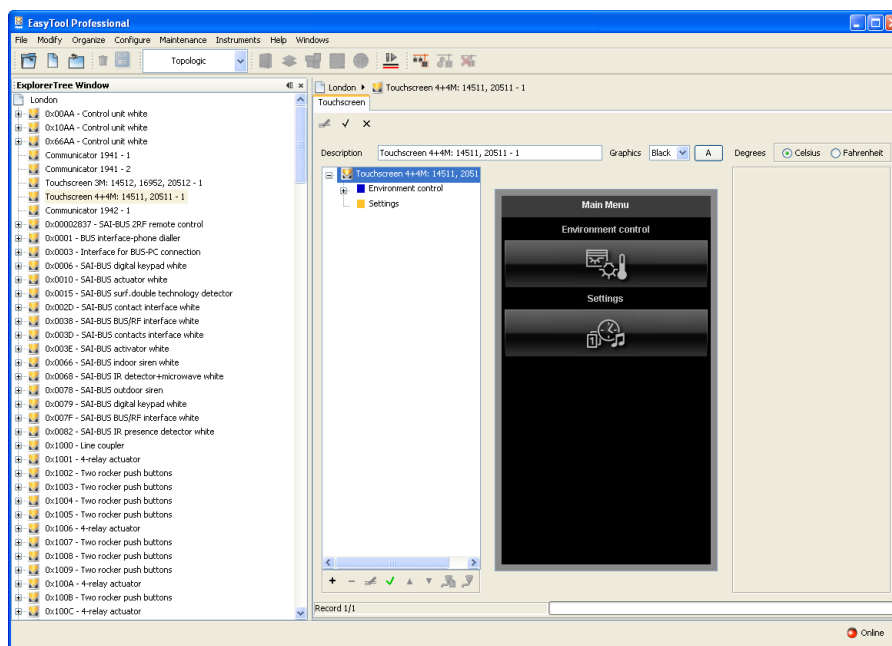 EasyTool Professional
File Modify Organize Configure Maintenance Instruments Help Windows
Topologic
ExplorerTree Window
London
0x00AA - Control unit white
0x10AA - Control unit white
0x66AA - Control unit white
Communicator 1941 - 1
Communicator 1941 - 2
Touchscreen 3M: 14512, 16952, 20512 - 1
Touchscreen 4+4M: 14511, 20511 - 1
Communicator 1942 - 1
0x00002837 - SAI-BUS 2RF remote control
0x0001 - BUS interface-phone dialler
0x0003 - Interface for BUS-PC connection
0x0006 - SAI-BUS digital keypad white
0x0010 - SAI-BUS actuator white
0x0015 - SAI-BUS surf.double technology detector
0x002D - SAI-BUS contact interface white
0x0038 - SAI-BUS BUS/RF interface white
0x003D - SAI-BUS contacts interface white
0x003E - SAI-BUS activator white
0x0066 - SAI-BUS indoor siren white
0x0068 - SAI-BUS IR detector+microwave white
0x0078 - SAI-BUS outdoor siren
0x0079 - SAI-BUS digital keypad white
0x007F - SAI-BUS BUS/RF interface white
0x0082 - SAI-BUS IR presence detector white
0x1000 - Line coupler
0x1001 - 4-relay actuator
0x1002 - Two rocker push buttons
0x1003 - Two rocker push buttons
0x1004 - Two rocker push buttons
0x1005 - Two rocker push buttons
0x1006 - 4-relay actuator
0x1007 - Two rocker push buttons
0x1008 - Two rocker push buttons
0x1009 - Two rocker push buttons
0x100A - 4-relay actuator
0x100B - Two rocker push buttons
0x100C - 4-relay actuator
London Touchscreen 4+4M: 14511, 20511 - 1
Touchscreen
Description Touchscreen 4+4M: 14511, 20511 - 1 Graphics Black A Degrees Celsius Fahrenheit
Touchscreen 4+4M: 14511, 2051
Environment control
Settings
Main Menu
Environment control
Settings
1
Record 1/1
Online